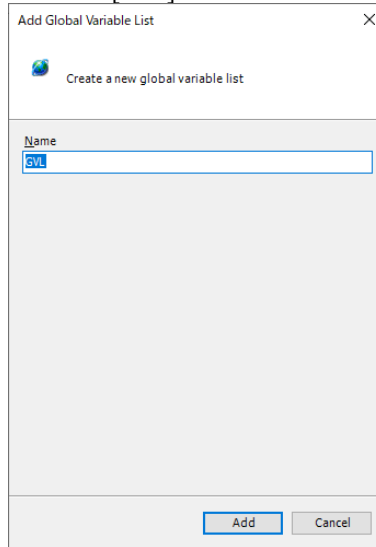 Add Global Variable List
Create a new global variable list
Name
GVL
Add Cancel